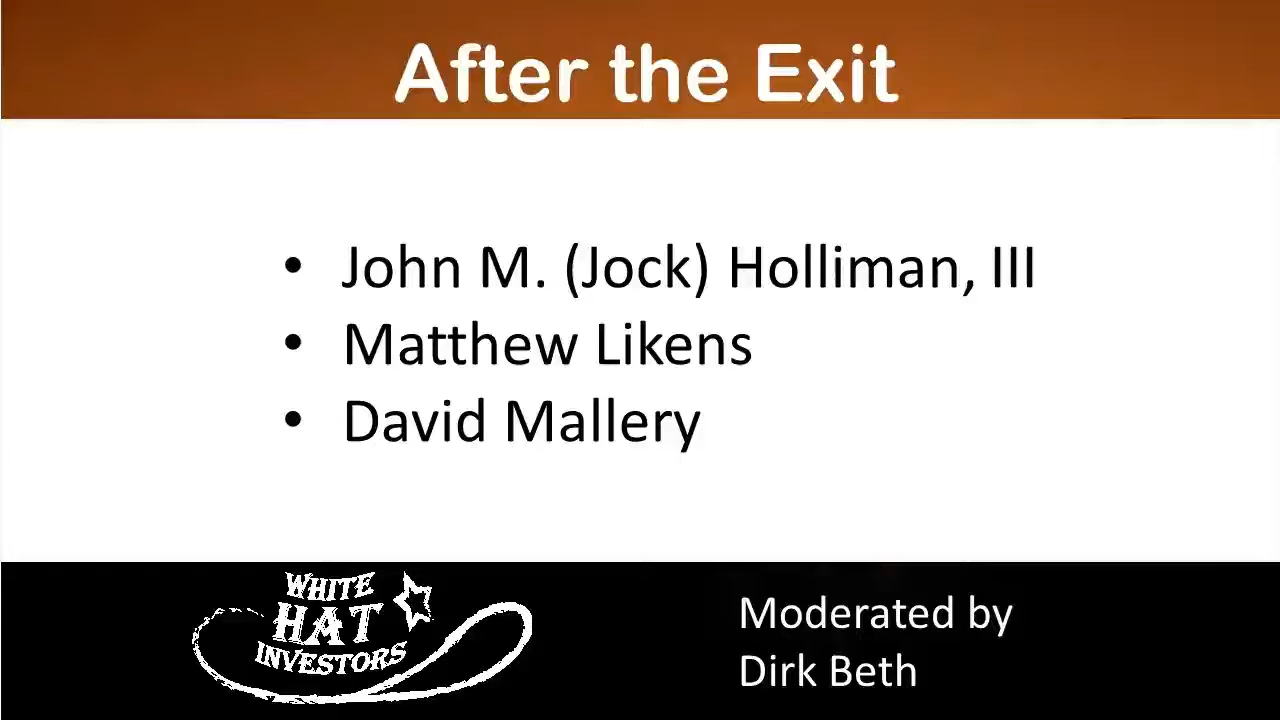 After the Exit
• John M. (Jock) Holliman, III
• Matthew Likens
• David Mallery
WHITE
HAT
INVESTORS
Moderated by
Dirk Beth